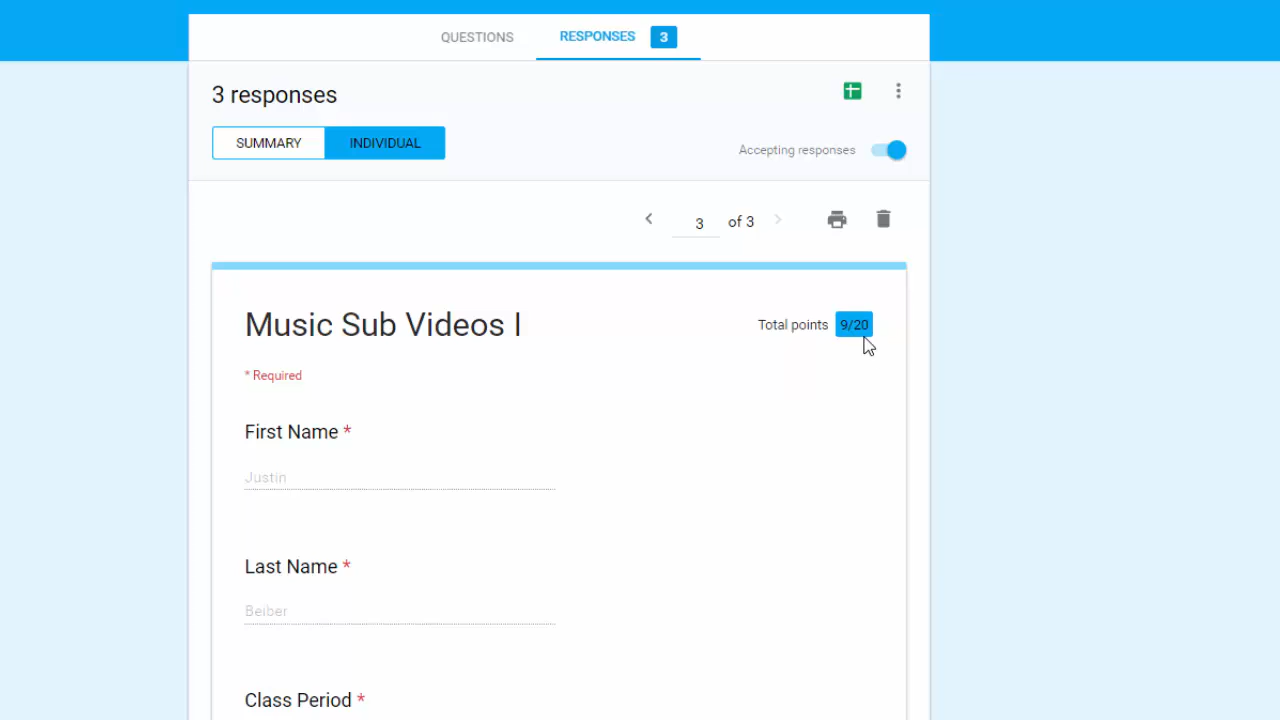 QUESTIONS RESPONSES 3
3 responses
SUMMARY INDIVIDUAL
Accepting responses
3 of 3
Music Sub Videos I
Total points 9/20
* Required
First Name *
Justin
Last Name *
Beiber
Class Period *